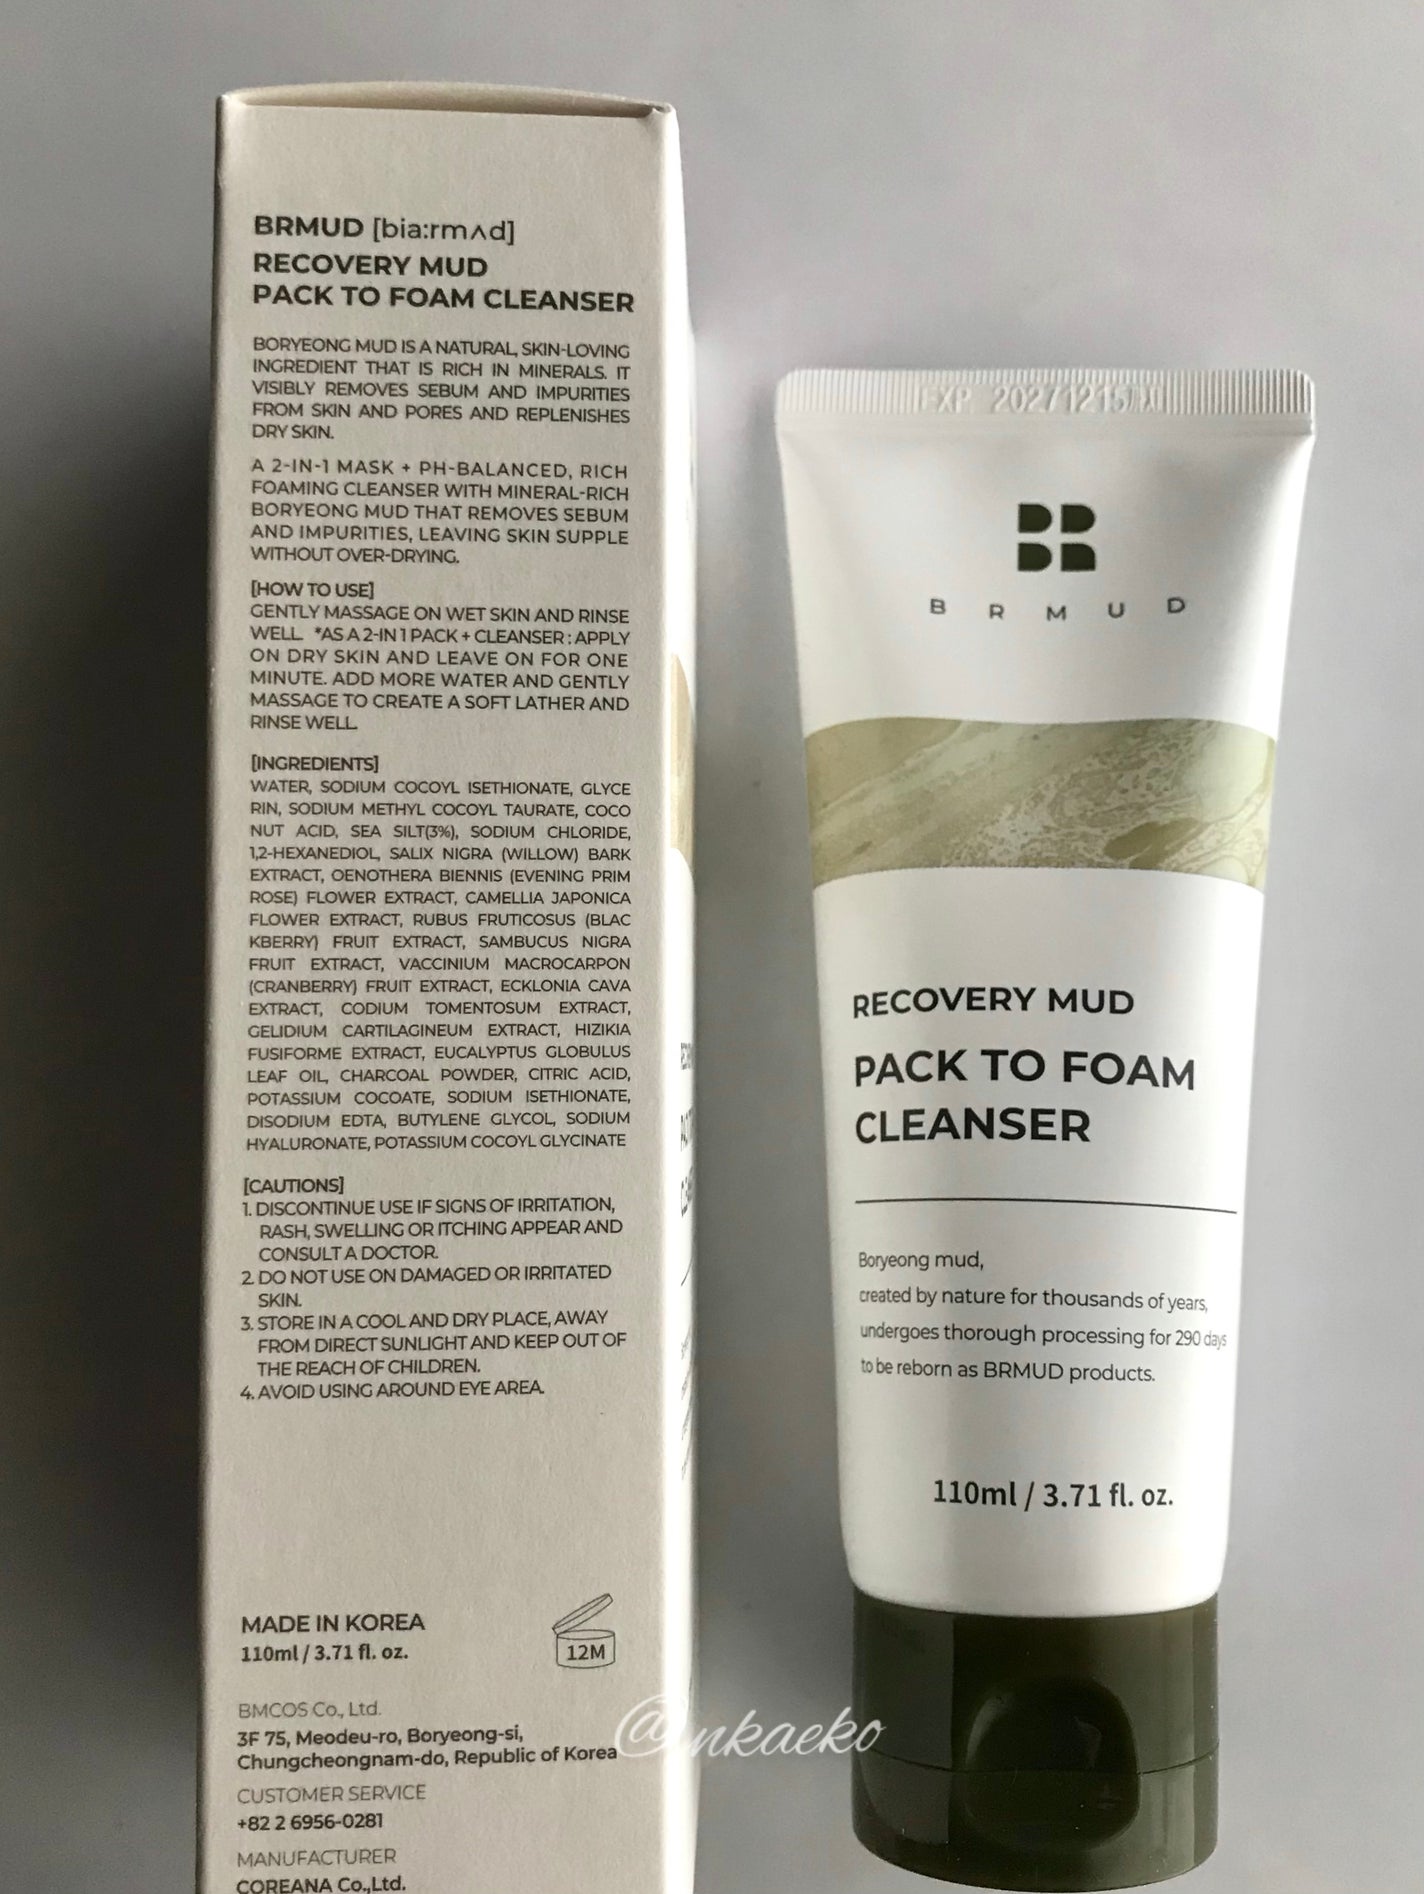 BRMUD [bia:rmʌd]
RECOVERY MUD
PACK TO FOAM CLEANSER
BORYEONG MUD IS A NATURAL, SKIN-LOVING
INGREDIENT THAT IS RICH IN MINERALS. IT
VISIBLY REMOVES SEBUM AND IMPURITIES
FROM SKIN AND PORES AND REPLENISHES
DRY SKIN.
A 2-IN-1 MASK + PH-BALANCED, RICH
FOAMING CLEANSER WITH MINERAL-RICH
BORYEONG MUD THAT REMOVES SEBUM
AND IMPURITIES, LEAVING SKIN SUPPLE
WITHOUT OVER-DRYING.
[HOW TO USE]
GENTLY MASSAGE ON WET SKIN AND RINSE
WELL. *AS A 2-IN 1 PACK + CLEANSER : APPLY
ON DRY SKIN AND LEAVE ON FOR ONE
MINUTE. ADD MORE WATER AND GENTLY
MASSAGE TO CREATE A SOFT LATHER AND
RINSE WELL.
[INGREDIENTS]
WATER, SODIUM COCOYL ISETHIONATE, GLYCE
RIN, SODIUM METHYL COCOYL TAURATE, COCO
NUT ACID, SEA SILT(3%), SODIUM CHLORIDE,
1,2-HEXANEDIOL, SALIX NIGRA (WILLOW) BARK
EXTRACT, OENOTHERA BIENNIS (EVENING PRIM
ROSE) FLOWER EXTRACT, CAMELLIA JAPONICA
FLOWER EXTRACT, RUBUS FRUTICOSUS (BLAC
KBERRY) FRUIT EXTRACT, SAMBUCUS NIGRA
FRUIT EXTRACT, VACCINIUM MACROCARPON
(CRANBERRY) FRUIT EXTRACT, ECKLONIA CAVA
EXTRACT, CODIUM TOMENTOSUM EXTRACT,
GELIDIUM CARTILAGINEUM EXTRACT, HIZIKIA
FUSIFORME EXTRACT, EUCALYPTUS GLOBULUS
LEAF OIL, CHARCOAL POWDER, CITRIC ACID,
POTASSIUM COCOATE, SODIUM ISETHIONATE,
DISODIUM EDTA, BUTYLENE GLYCOL, SODIUM
HYALURONATE, POTASSIUM COCOYL GLYCINATE
[CAUTIONS]
1. DISCONTINUE USE IF SIGNS OF IRRITATION,
RASH, SWELLING OR ITCHING APPEAR AND
CONSULT A DOCTOR.
2. DO NOT USE ON DAMAGED OR IRRITATED
SKIN.
3. STORE IN A COOL AND DRY PLACE, AWAY
FROM DIRECT SUNLIGHT AND KEEP OUT OF
THE REACH OF CHILDREN.
4. AVOID USING AROUND EYE AREA.
MADE IN KOREA
110ml / 3.71 fl. oz.
12M
BMCOS Co., Ltd.
3F 75, Meodeu-ro, Boryeong-si,
Chungcheongnam-do, Republic of Korea
CUSTOMER SERVICE
+82 2 6956-0281
MANUFACTURER
COREANA Co.,Ltd.
EXP 20271215
BRMUD
RECOVERY MUD
PACK TO FOAM
CLEANSER
Boryeong mud,
created by nature for thousands of years,
undergoes thorough processing for 290 days
to be reborn as BRMUD products.
110ml / 3.71 fl. oz.